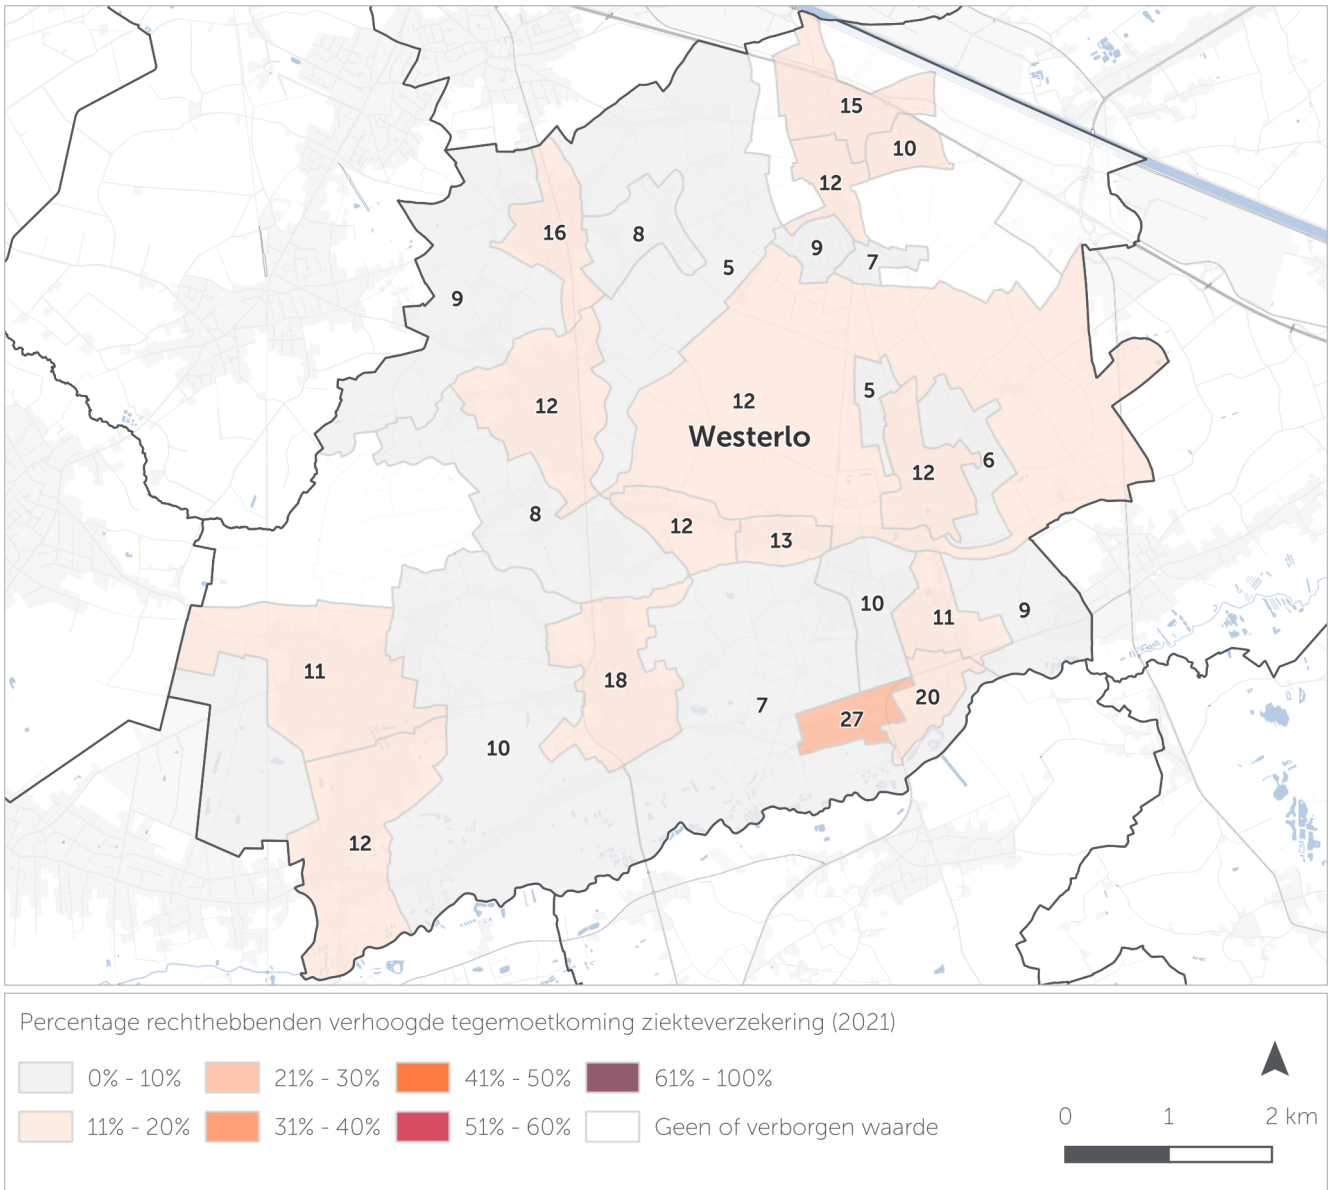 15
10
12
16
8
9
7
5
9
5
12
12
Westerlo
6
12
8
12
13
10
9
11
11
18
20
7
27
10
12
Percentage rechthebbenden verhoogde tegemoetkoming ziekteverzekering (2021)
0% - 10%
21% - 30%
41% - 50%
61% - 100%
11% - 20%
31% - 40%
51% - 60%
Geen of verborgen waarde
0 1 2 km